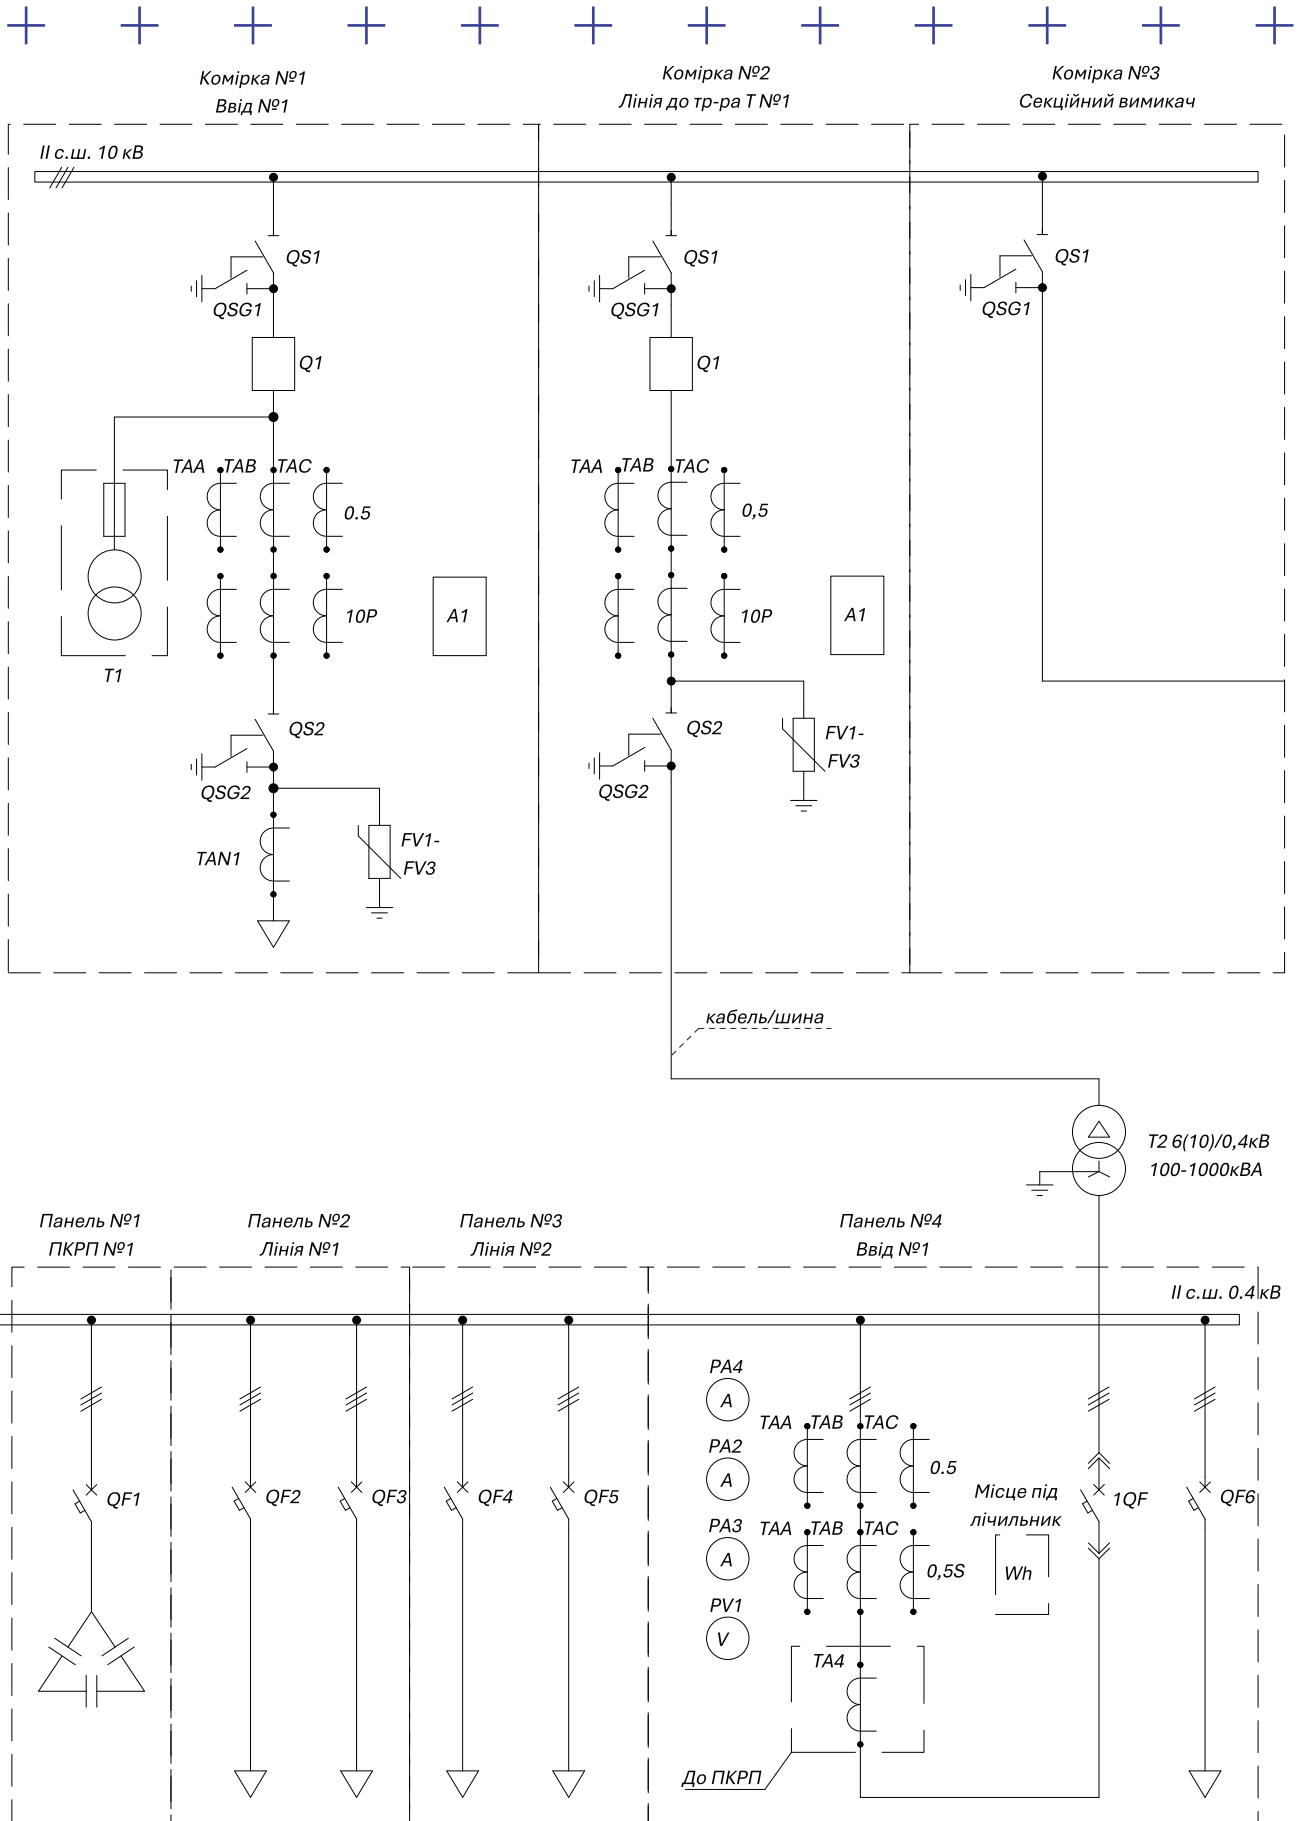 Комірка №1
Ввід №1
Комірка №2
Лінія до тр-ра Т №1
Комірка №3
Секційний вимикач
II с.ш. 10 кВ
QS1
QSG1
Q1
TAA TAB TAC
0.5
10P
A1
T1
QS2
QSG2
TAN1
FV1-
FV3
QS1
QSG1
Q1
TAA TAB TAC
0,5
10P
A1
QS2
QSG2
FV1-
FV3
QS1
QSG1
кабель/шина
T2 6(10)/0,4кВ
100-1000кВА
Панель №1
ПКРП №1
Панель №2
Лінія №1
Панель №3
Лінія №2
Панель №4
Ввід №1
II с.ш. 0.4 кВ
QF1
QF2
QF3
QF4
QF5
PA4
A
PA2
A
PA3
A
PV1
V
TAA TAB TAC
0.5
TAA TAB TAC
0,5S
TA4
До ПКРП
Місце під
лічильник
Wh
1QF
QF6